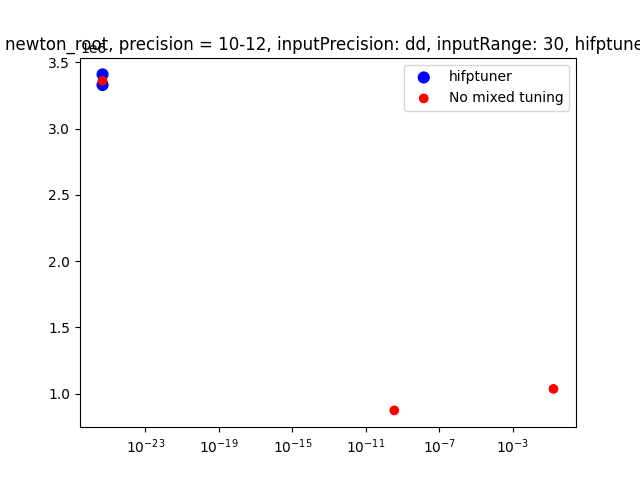 newton_root, precision = 10-12, inputPrecision: dd, inputRange: 30, hifptune
1e6
3.5
3.0
2.5
2.0
1.5
1.0
hifptuner
No mixed tuning
10⁻²³ 10⁻¹⁹ 10⁻¹⁵ 10⁻¹¹ 10⁻⁷ 10⁻³